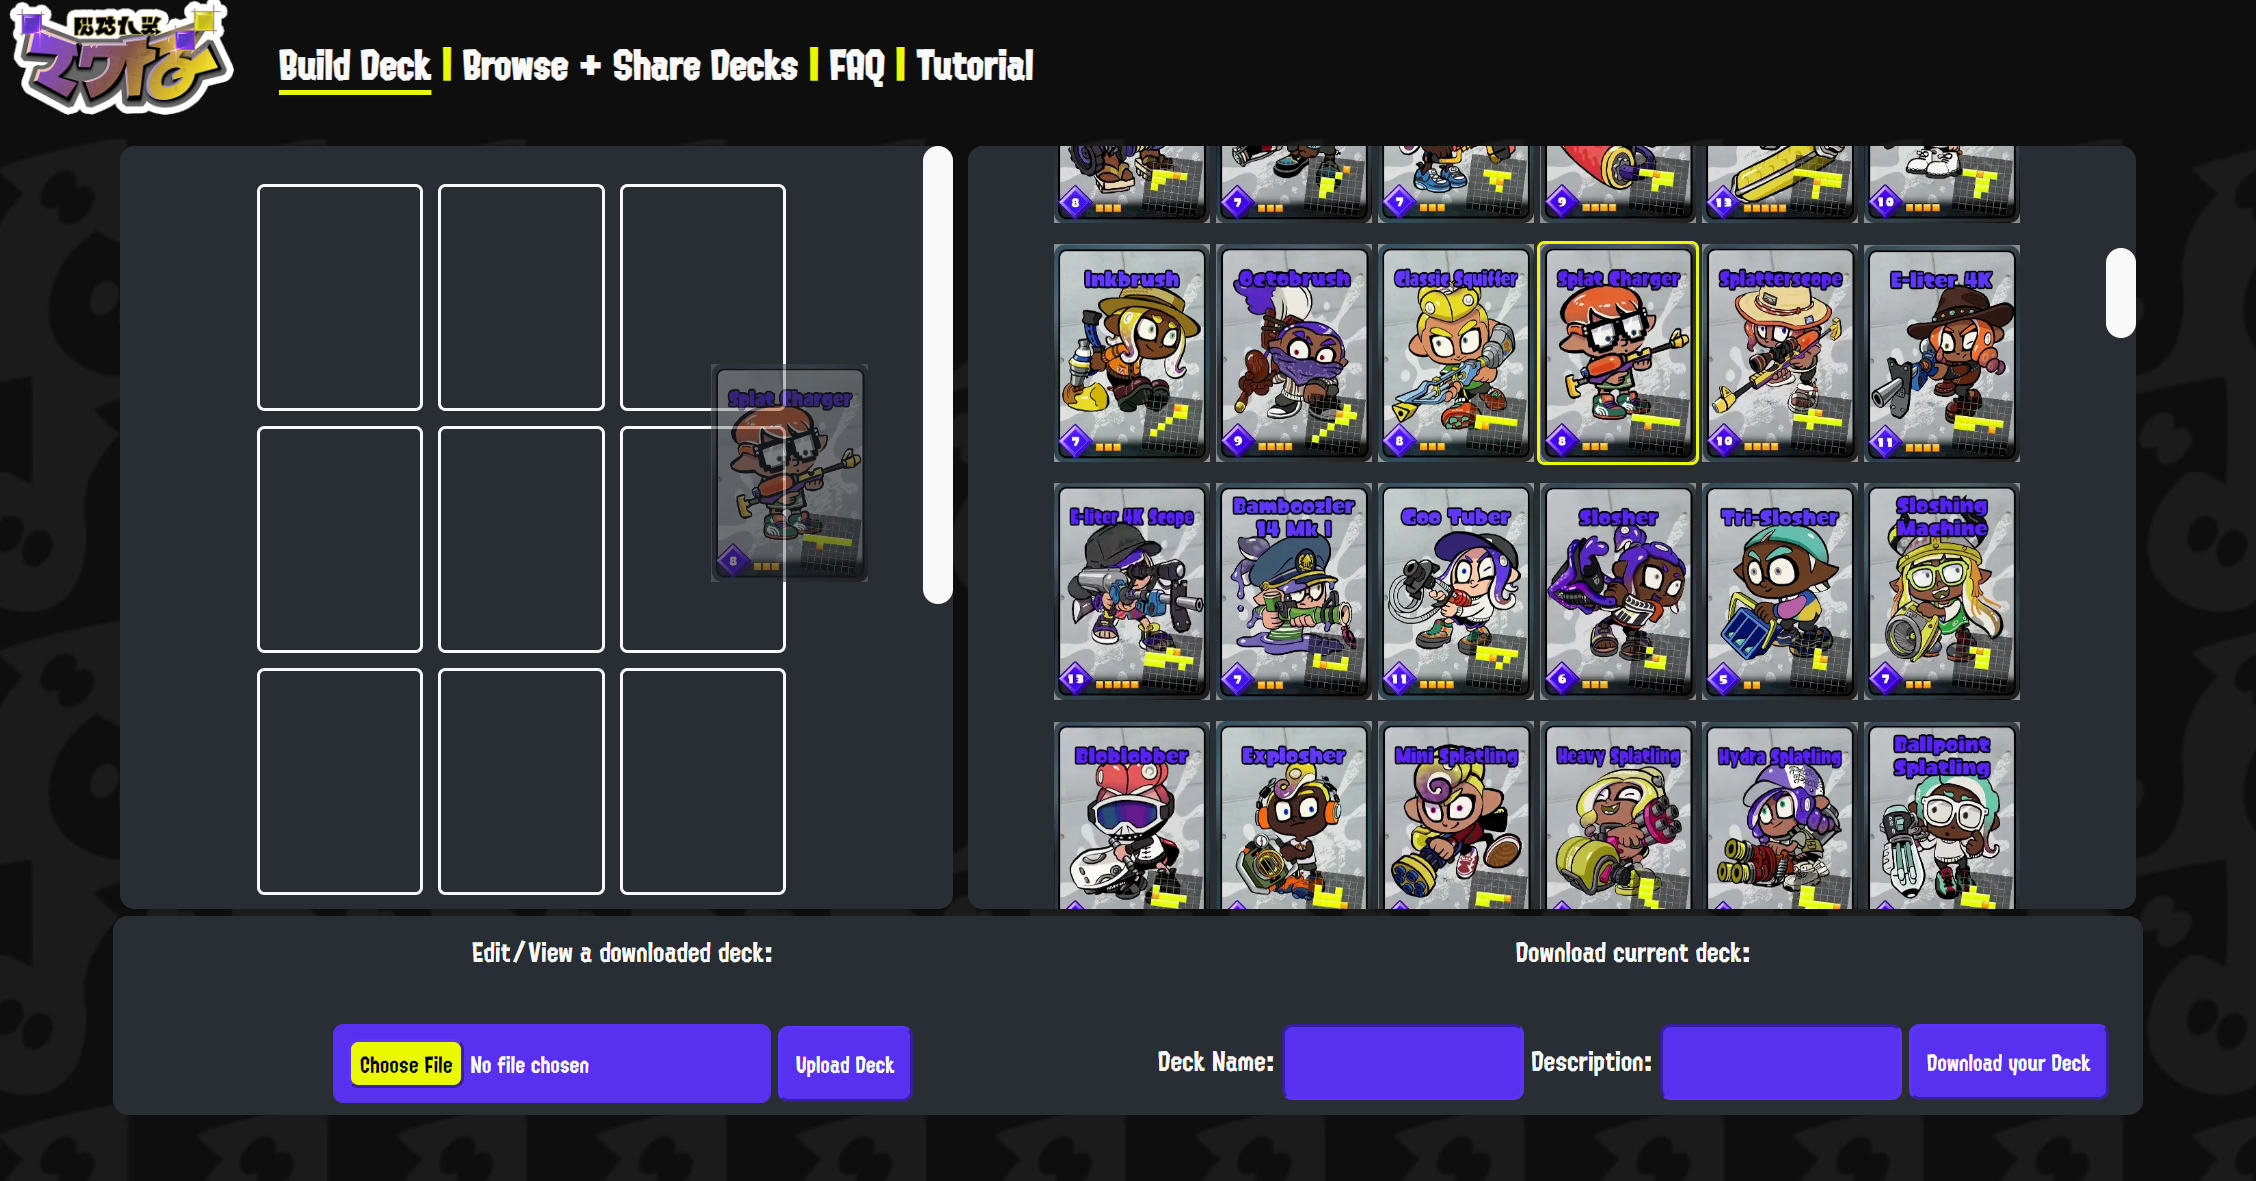 Build Deck | Browse + Share Decks | FAQ | Tutorial
8
7
7
9
13
10
Inkbrush
7
Octobrush
9
Classic Squiffer
8
Splat Charger
8
Splatterscope
10
E-liter 4K
11
Splat Charger
8
E-liter 4K Scope
13
Bamboozler
14 Mk I
7
Goo Tuber
11
Slosher
6
Tri-Slosher
5
Sloshing
Machine
7
Bloblobber
Explosher
Mini Splatling
Heavy Splatling
Hydra Splatling
Ballpoint
Splatling
Edit/View a downloaded deck:
Choose File No file chosen
Upload Deck
Download current deck:
Deck Name:
Description:
Download your Deck